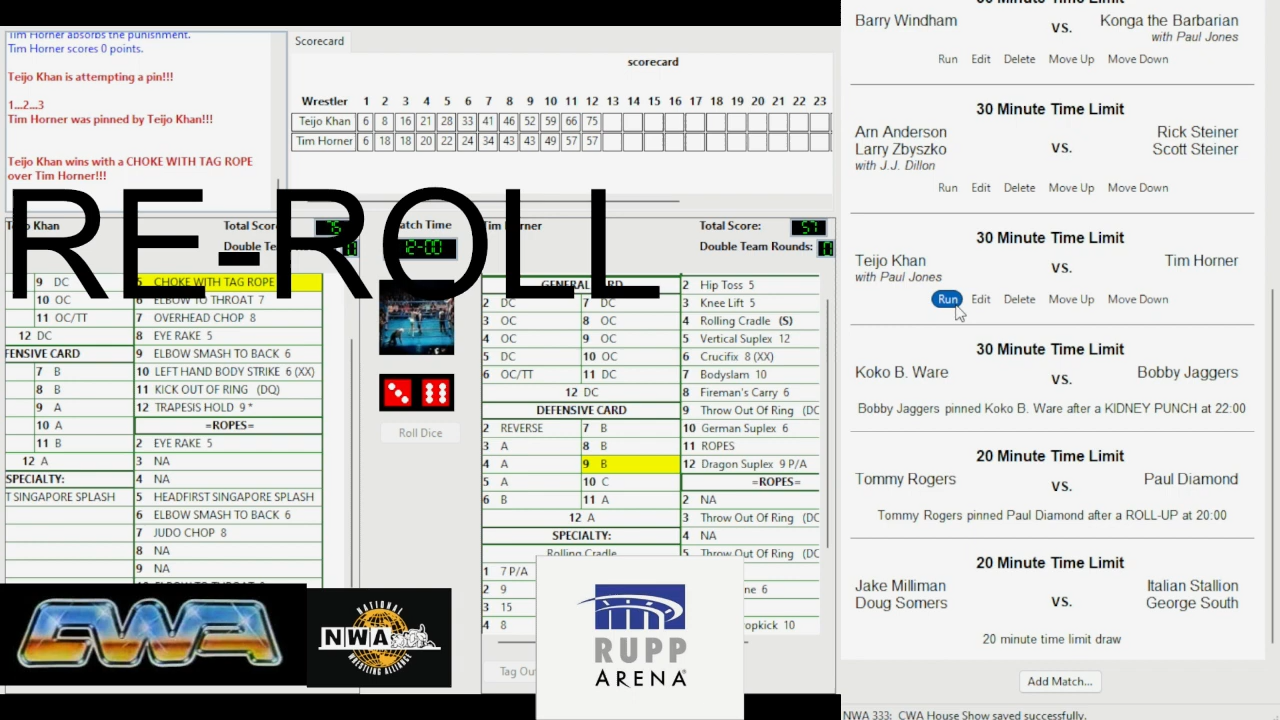 Tim Horner absorbs the punishment.
Tim Horner scores 0 points.
Teijo Khan is attempting a pin!!!
1...2...3
Tim Horner was pinned by Teijo Khan!!!
Teijo Khan wins with a CHOKE WITH TAG ROPE
over Tim Horner!!!
Scorecard
scorecard
Wrestler 1 2 3 4 5 6 7 8 9 10 11 12 13 14 15 16 17 18 19 20 21 22 23
Teijo Khan 6 8 16 21 28 33 41 46 52 59 66 75
Tim Horner 6 18 18 20 22 24 34 43 43 49 57 57
RE-ROLL
Khan Total Score: 75
Match Time
12-00
Horner
Total Score: 57
Double Team Rounds:
9 DC
10 OC
11 OC/TT
12 DC
FENSIVE CARD
7 B
8 B
9 A
10 A
11 B
12 A
SPECIALTY:
T SINGAPORE SPLASH
5 CHOKE WITH TAG ROPE
6 ELBOW TO THROAT 7
7 OVERHEAD CHOP 8
8 EYE RAKE 5
9 ELBOW SMASH TO BACK 6
10 LEFT HAND BODY STRIKE 6 (XX)
11 KICK OUT OF RING (DQ)
12 TRAPESIS HOLD 9 *
=ROPES=
2 EYE RAKE 5
3 NA
4 NA
5 HEADFIRST SINGAPORE SPLASH
6 ELBOW SMASH TO BACK 6
7 JUDO CHOP 8
8 NA
9 NA
Roll Dice
GENERAL CARD
2 DC 7 DC
3 OC 8 OC
4 OC 9 OC
5 DC 10 OC
6 OC/TT 11 DC
12 DC
DEFENSIVE CARD
2 REVERSE 7 B
3 A 8 B
4 A 9 B
5 A 10 C
6 B 11 A
12 A
SPECIALTY:
Rolling Cradle
1 7 P/A
2 9
3 15
4 8
2 Hip Toss 5
3 Knee Lift 5
4 Rolling Cradle (S)
5 Vertical Suplex 12
6 Crucifix 8 (XX)
7 Bodyslam 10
8 Fireman's Carry 6
9 Throw Out Of Ring (DC
10 German Suplex 6
11 ROPES
12 Dragon Suplex 9 P/A
=ROPES=
2 NA
3 Throw Out Of Ring (DC
4 NA
5 Throw Out Of Ring (DC
ne 6
opkick 10
Tag Ou
CWA
NATIONAL
NWA
WRESTLING ALLIANCE
RUPP
ARENA
Barry Windham VS. Konga the Barbarian
with Paul Jones
Run Edit Delete Move Up Move Down
30 Minute Time Limit
Arn Anderson Rick Steiner
Larry Zbyszko VS. Scott Steiner
with J.J. Dillon
Run Edit Delete Move Up Move Down
30 Minute Time Limit
Teijo Khan VS. Tim Horner
with Paul Jones
Run Edit Delete Move Up Move Down
30 Minute Time Limit
Koko B. Ware VS. Bobby Jaggers
Bobby Jaggers pinned Koko B. Ware after a KIDNEY PUNCH at 22:00
20 Minute Time Limit
Tommy Rogers VS. Paul Diamond
Tommy Rogers pinned Paul Diamond after a ROLL-UP at 20:00
20 Minute Time Limit
Jake Milliman Italian Stallion
Doug Somers VS. George South
20 minute time limit draw
Add Match...
NWA 333: CWA House Show saved successfully.